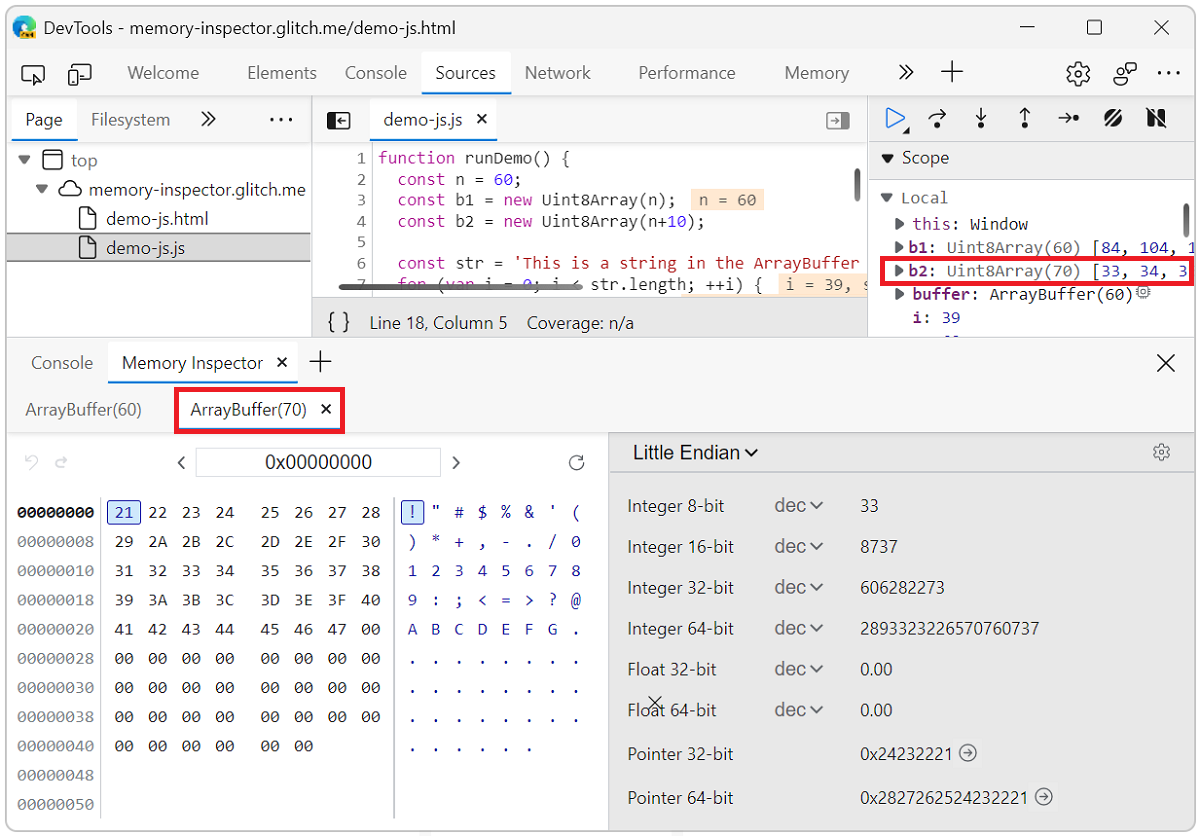 DevTools - memory-inspector.glitch.me/demo-js.html
Welcome Elements Console Sources Network Performance Memory
Page Filesystem
demo-js.js
top
memory-inspector.glitch.me
demo-js.html
demo-js.js
1 function runDemo() {
2 const n = 60;
3 const b1 = new Uint8Array(n); n = 60
4 const b2 = new Uint8Array(n+10);
5
6 const str = 'This is a string in the ArrayBuffer
7 for (var i = 0; i < str.length; ++i) { i = 39, s
{ } Line 18, Column 5 Coverage: n/a
Scope
Local
this: Window
b1: Uint8Array(60) [84, 104, 1
b2: Uint8Array(70) [33, 34, 3
buffer: ArrayBuffer(60)
i: 39
Console Memory Inspector
ArrayBuffer(60) ArrayBuffer(70)
0x00000000
00000000 21 22 23 24 25 26 27 28 ! " # $ % & ' (
00000008 29 2A 2B 2C 2D 2E 2F 30 ) * + , - . / 0
00000010 31 32 33 34 35 36 37 38 1 2 3 4 5 6 7 8
00000018 39 3A 3B 3C 3D 3E 3F 40 9 : ; < = > ? @
00000020 41 42 43 44 45 46 47 00 A B C D E F G .
00000028 00 00 00 00 00 00 00 00 . . . . . . . .
00000030 00 00 00 00 00 00 00 00 . . . . . . . .
00000038 00 00 00 00 00 00 00 00 . . . . . . . .
00000040 00 00 00 00 00 00 . . . . . .
00000048
00000050
Little Endian
Integer 8-bit dec 33
Integer 16-bit dec 8737
Integer 32-bit dec 606282273
Integer 64-bit dec 2893323226570760737
Float 32-bit dec 0.00
Float 64-bit dec 0.00
Pointer 32-bit 0x24232221
Pointer 64-bit 0x2827262524232221